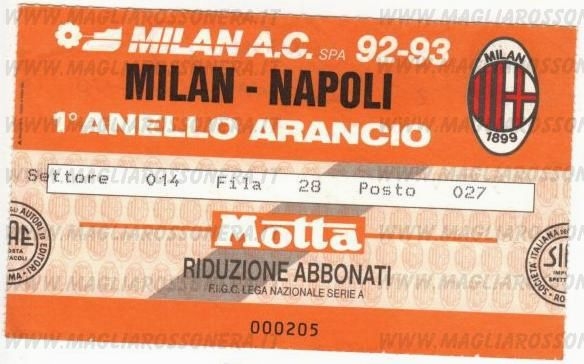 WWW.MAGLIAROSSONERA.IT
MILAN A.C. SPA 92-93
MILAN
1899
MILAN - NAPOLI
1° ANELLO ARANCIO
Settore 014 Fila 28 Posto 027
Motta
RIDUZIONE ABBONATI
F.I.G.C. LEGA NAZIONALE SERIE A
000205